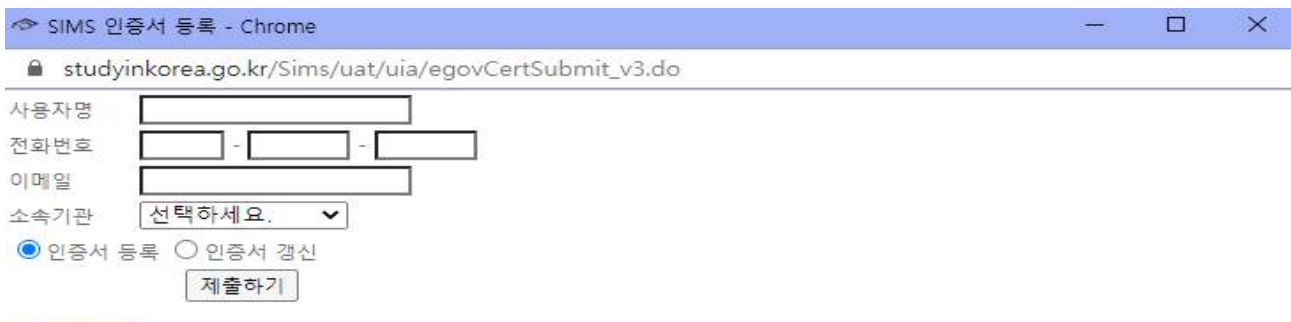 SIMS 인증서 등록 - Chrome
studyinkorea.go.kr/Sims/uat/uia/egovCertSubmit_v3.do
사용자명
전화번호 - -
이메일
소속기관 선택하세요.
인증서 등록 인증서 갱신
제출하기